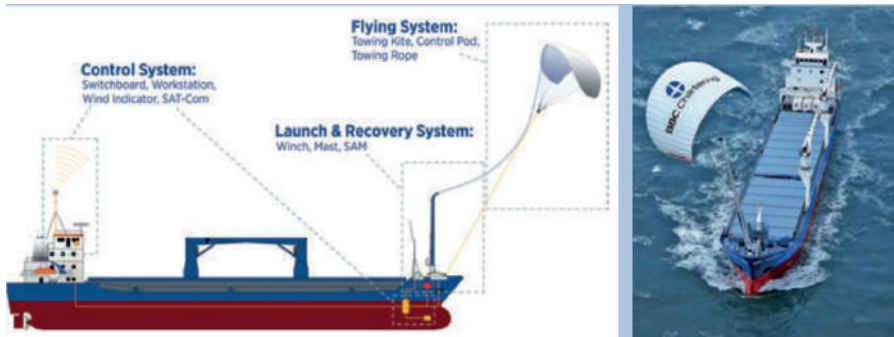 Flying System:
Towing Kite, Control Pod,
Towing Rope
Control System:
Switchboard, Workstation,
Wind Indicator, SAT-Com
Launch & Recovery System:
Winch, Mast, SAM
BBC Chartering